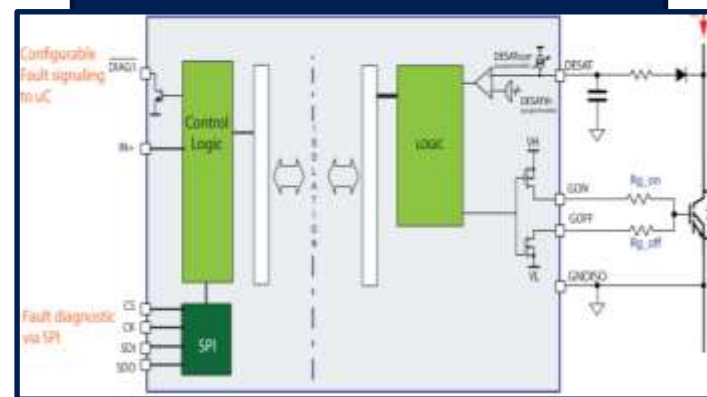 Configurable
Fault signaling
to uC
DIAG1
IN+
Control
Logic
ISOLATION
LOGIC
DESAT
VH
GON
GOFF
VL
GNDISO
Rg_on
Rg_off
Fault diagnostic
via SPI
CS
CK
SDI
SDO
SPI